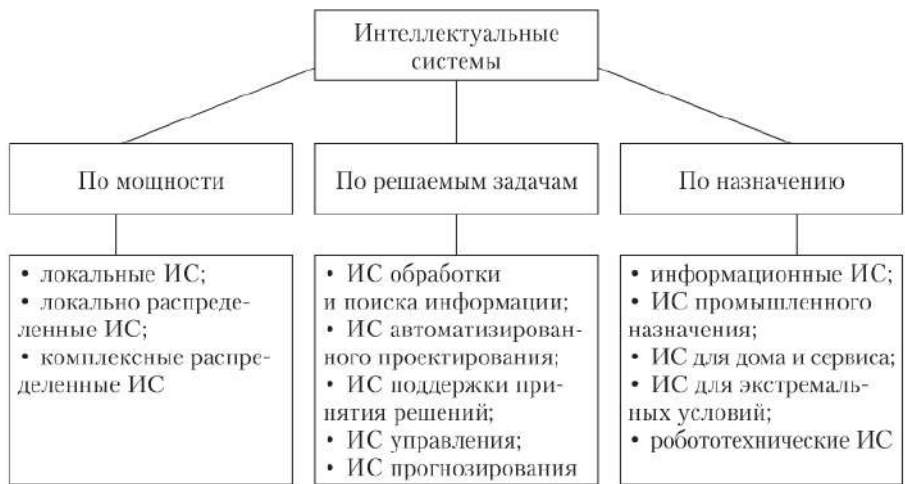 Интеллектуальные
системы
По мощности
По решаемым задачам
По назначению
• локальные ИС;
• локально распреде-
ленные ИС;
• комплексные распре-
деленные ИС
• ИС обработки
и поиска информации;
• ИС автоматизирован-
ного проектирования;
• ИС поддержки при-
нятия решений;
• ИС управления;
• ИС прогнозирования
• информационные ИС;
• ИС промышленного
назначения;
• ИС для дома и сервиса;
• ИС для экстремаль-
ных условий;
• робототехнические ИС